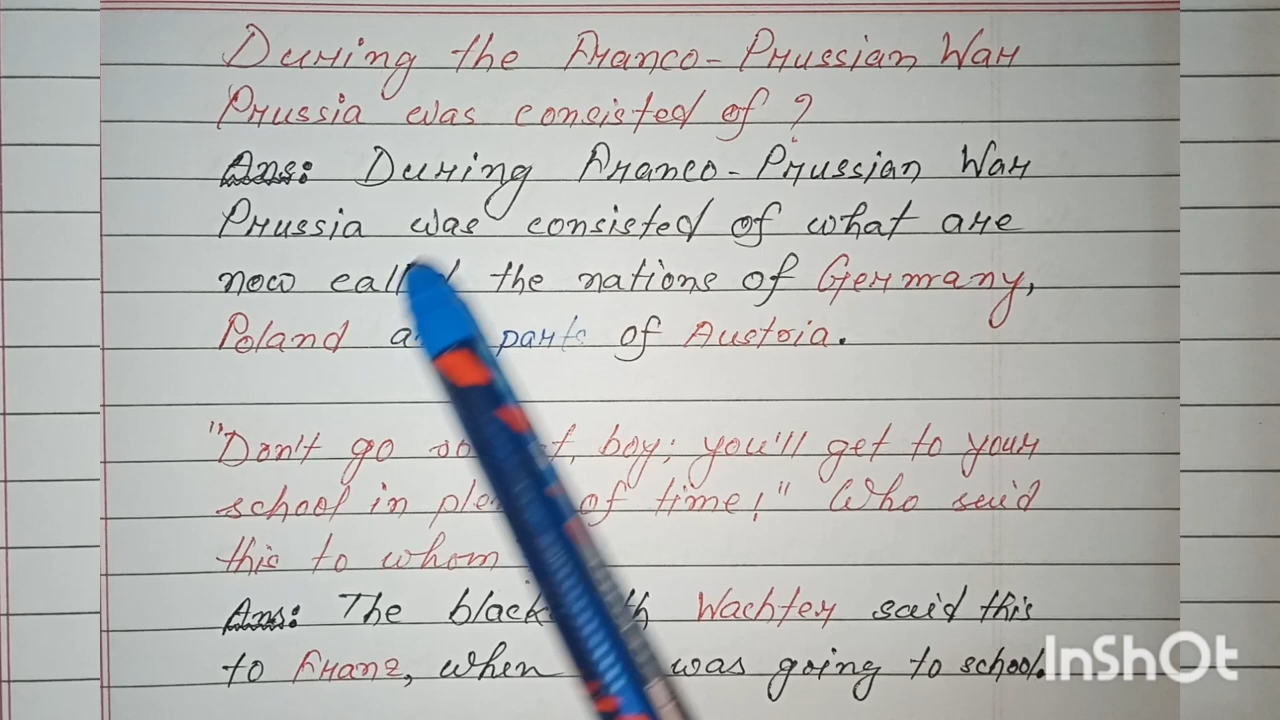 During the Franco-Prussian War
Prussia was consisted of ?
Ans: During Franco-Prussian War
Prussia was consisted of what are
now called the nations of Germany,
Poland parts of Austria.
"Don't go boy; you'll get to your
school in of time!" Who said
this to whom
Ans: The Wachter said this
to Franz, when was going to school.
InShOt